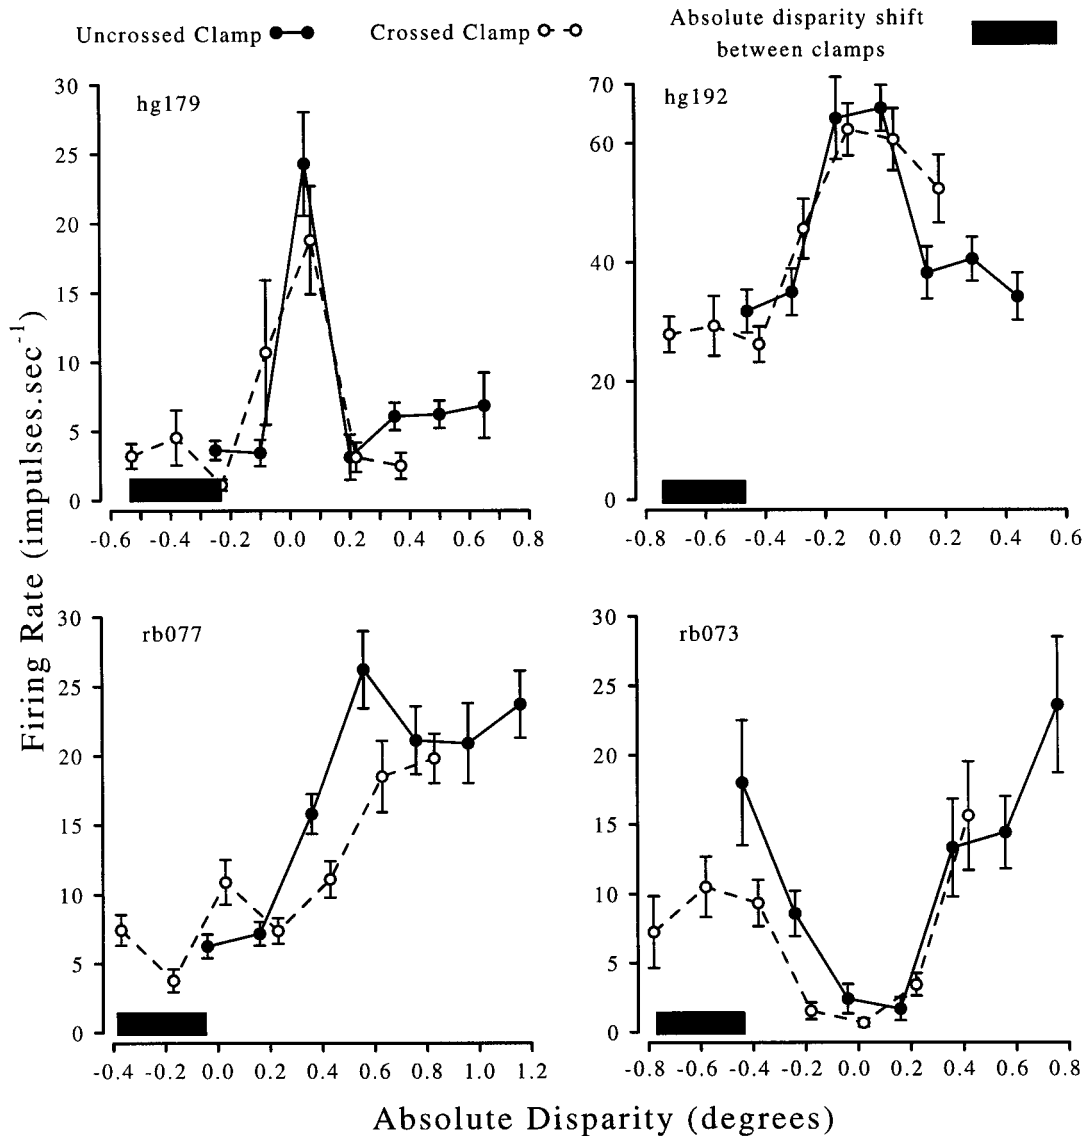 Uncrossed Clamp
Crossed Clamp
Absolute disparity shift
between clamps
hg179
30
25
20
15
10
5
0
-0.6 -0.4 -0.2 0.0 0.2 0.4 0.6 0.8
hg192
70
60
40
20
0
-0.8 -0.6 -0.4 -0.2 0.0 0.2 0.4 0.6
rb077
30
25
20
15
10
5
0
-0.4 -0.2 0.0 0.2 0.4 0.6 0.8 1.0 1.2
rb073
30
25
20
15
10
5
0
-0.8 -0.6 -0.4 -0.2 0.0 0.2 0.4 0.6 0.8
Firing Rate (impulses.sec⁻¹)
Absolute Disparity (degrees)